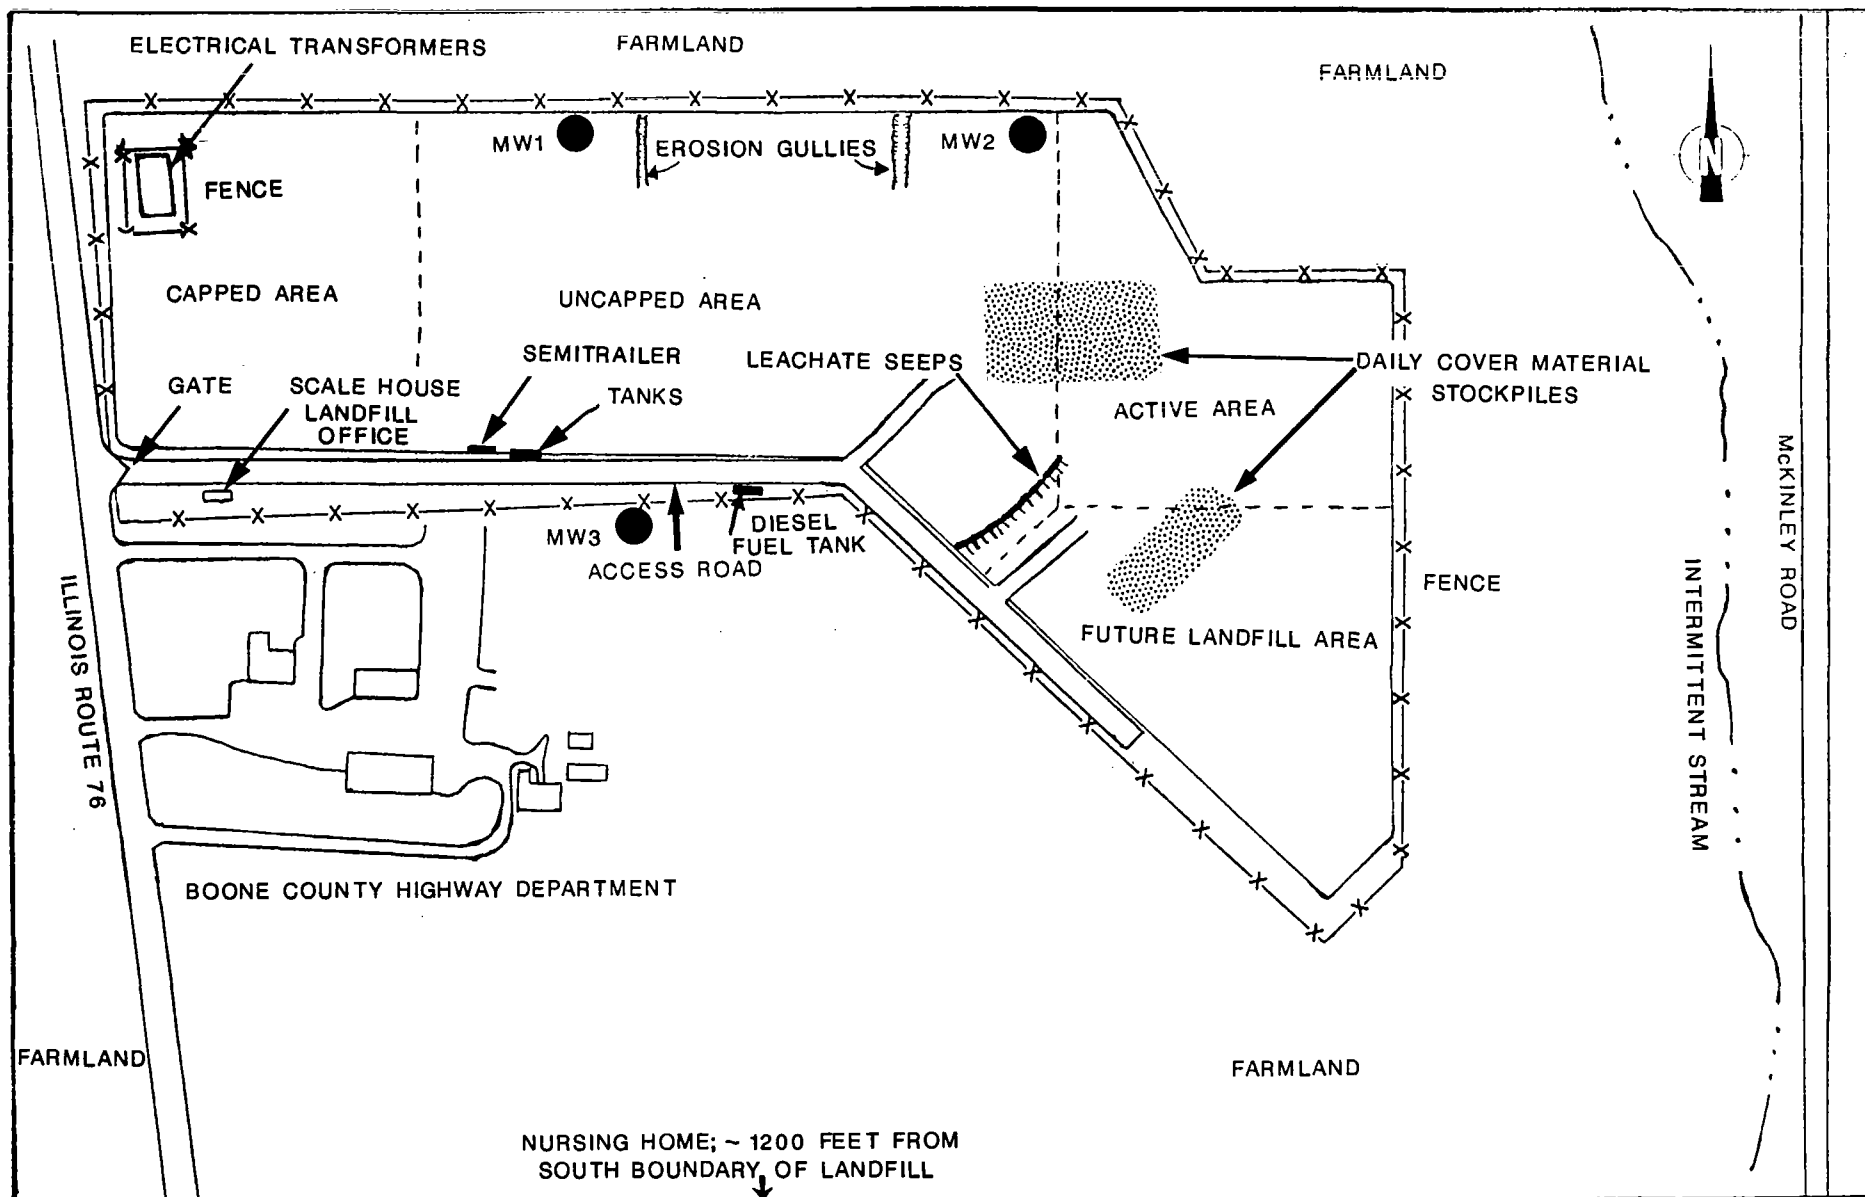 ELECTRICAL TRANSFORMERS
FARMLAND
FARMLAND
MW1
EROSION GULLIES
MW2
N
FENCE
CAPPED AREA
UNCAPPED AREA
SEMITRAILER
LEACHATE SEEPS
DAILY COVER MATERIAL
STOCKPILES
GATE
SCALE HOUSE
LANDFILL
OFFICE
TANKS
ACTIVE AREA
McKINLEY ROAD
MW3
DIESEL
FUEL TANK
ACCESS ROAD
FENCE
INTERMITTENT STREAM
ILLINOIS ROUTE 76
FUTURE LANDFILL AREA
BOONE COUNTY HIGHWAY DEPARTMENT
FARMLAND
FARMLAND
NURSING HOME; ~ 1200 FEET FROM
SOUTH BOUNDARY OF LANDFILL